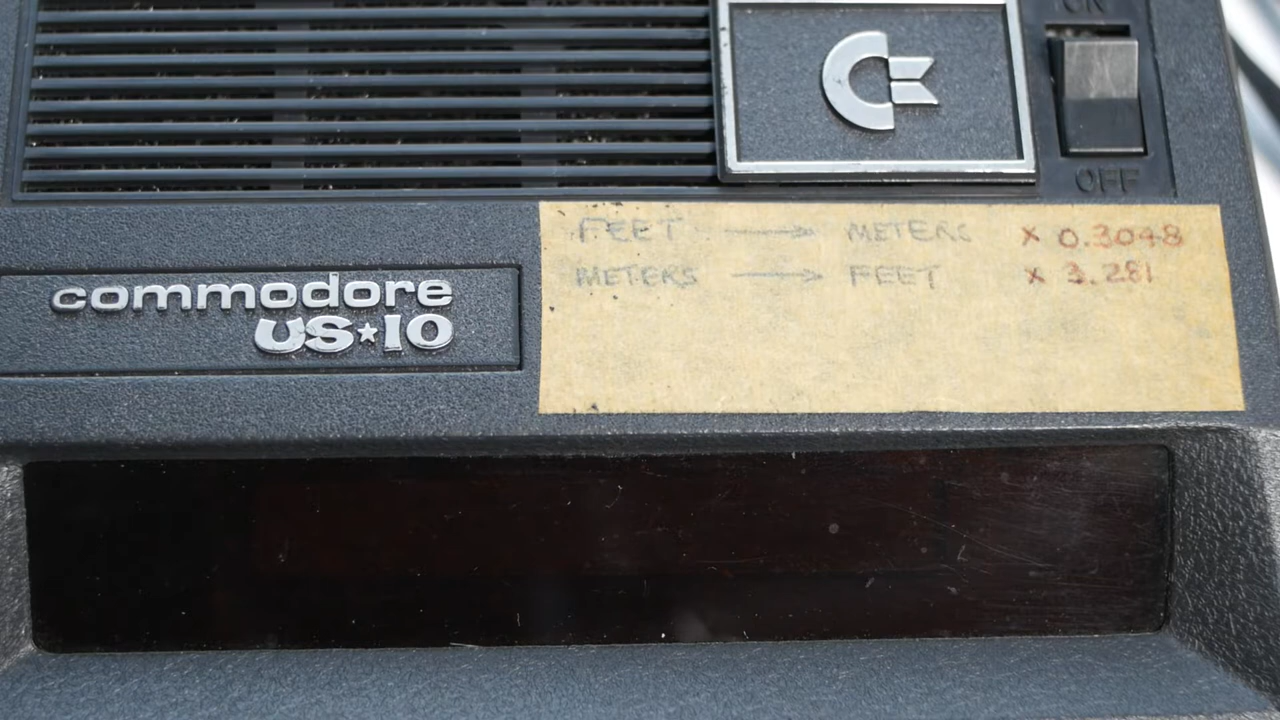 ON
OFF
FEET → METERS × 0.3048
METERS → FEET × 3.281
commodore
US★10